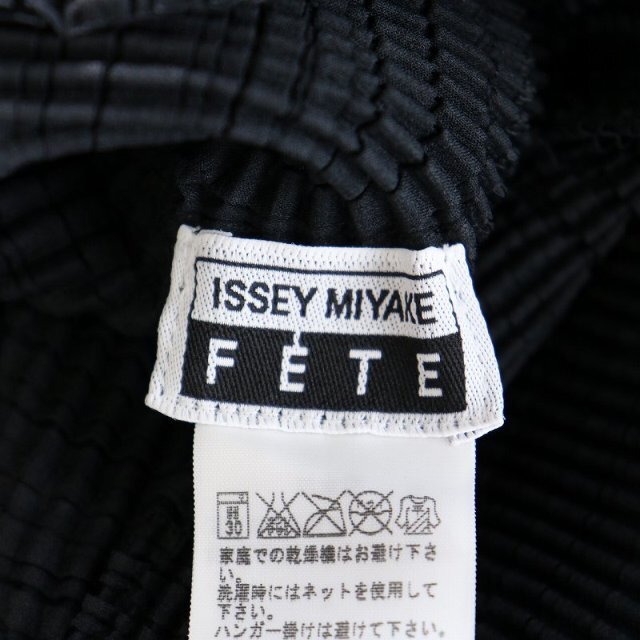 ISSEY MIYAKE
FÊTE
家庭での乾燥機はお避け下さ
い。
洗濯時にはネットを使用して
下さい。
ハンガー掛けは避けて下さい。